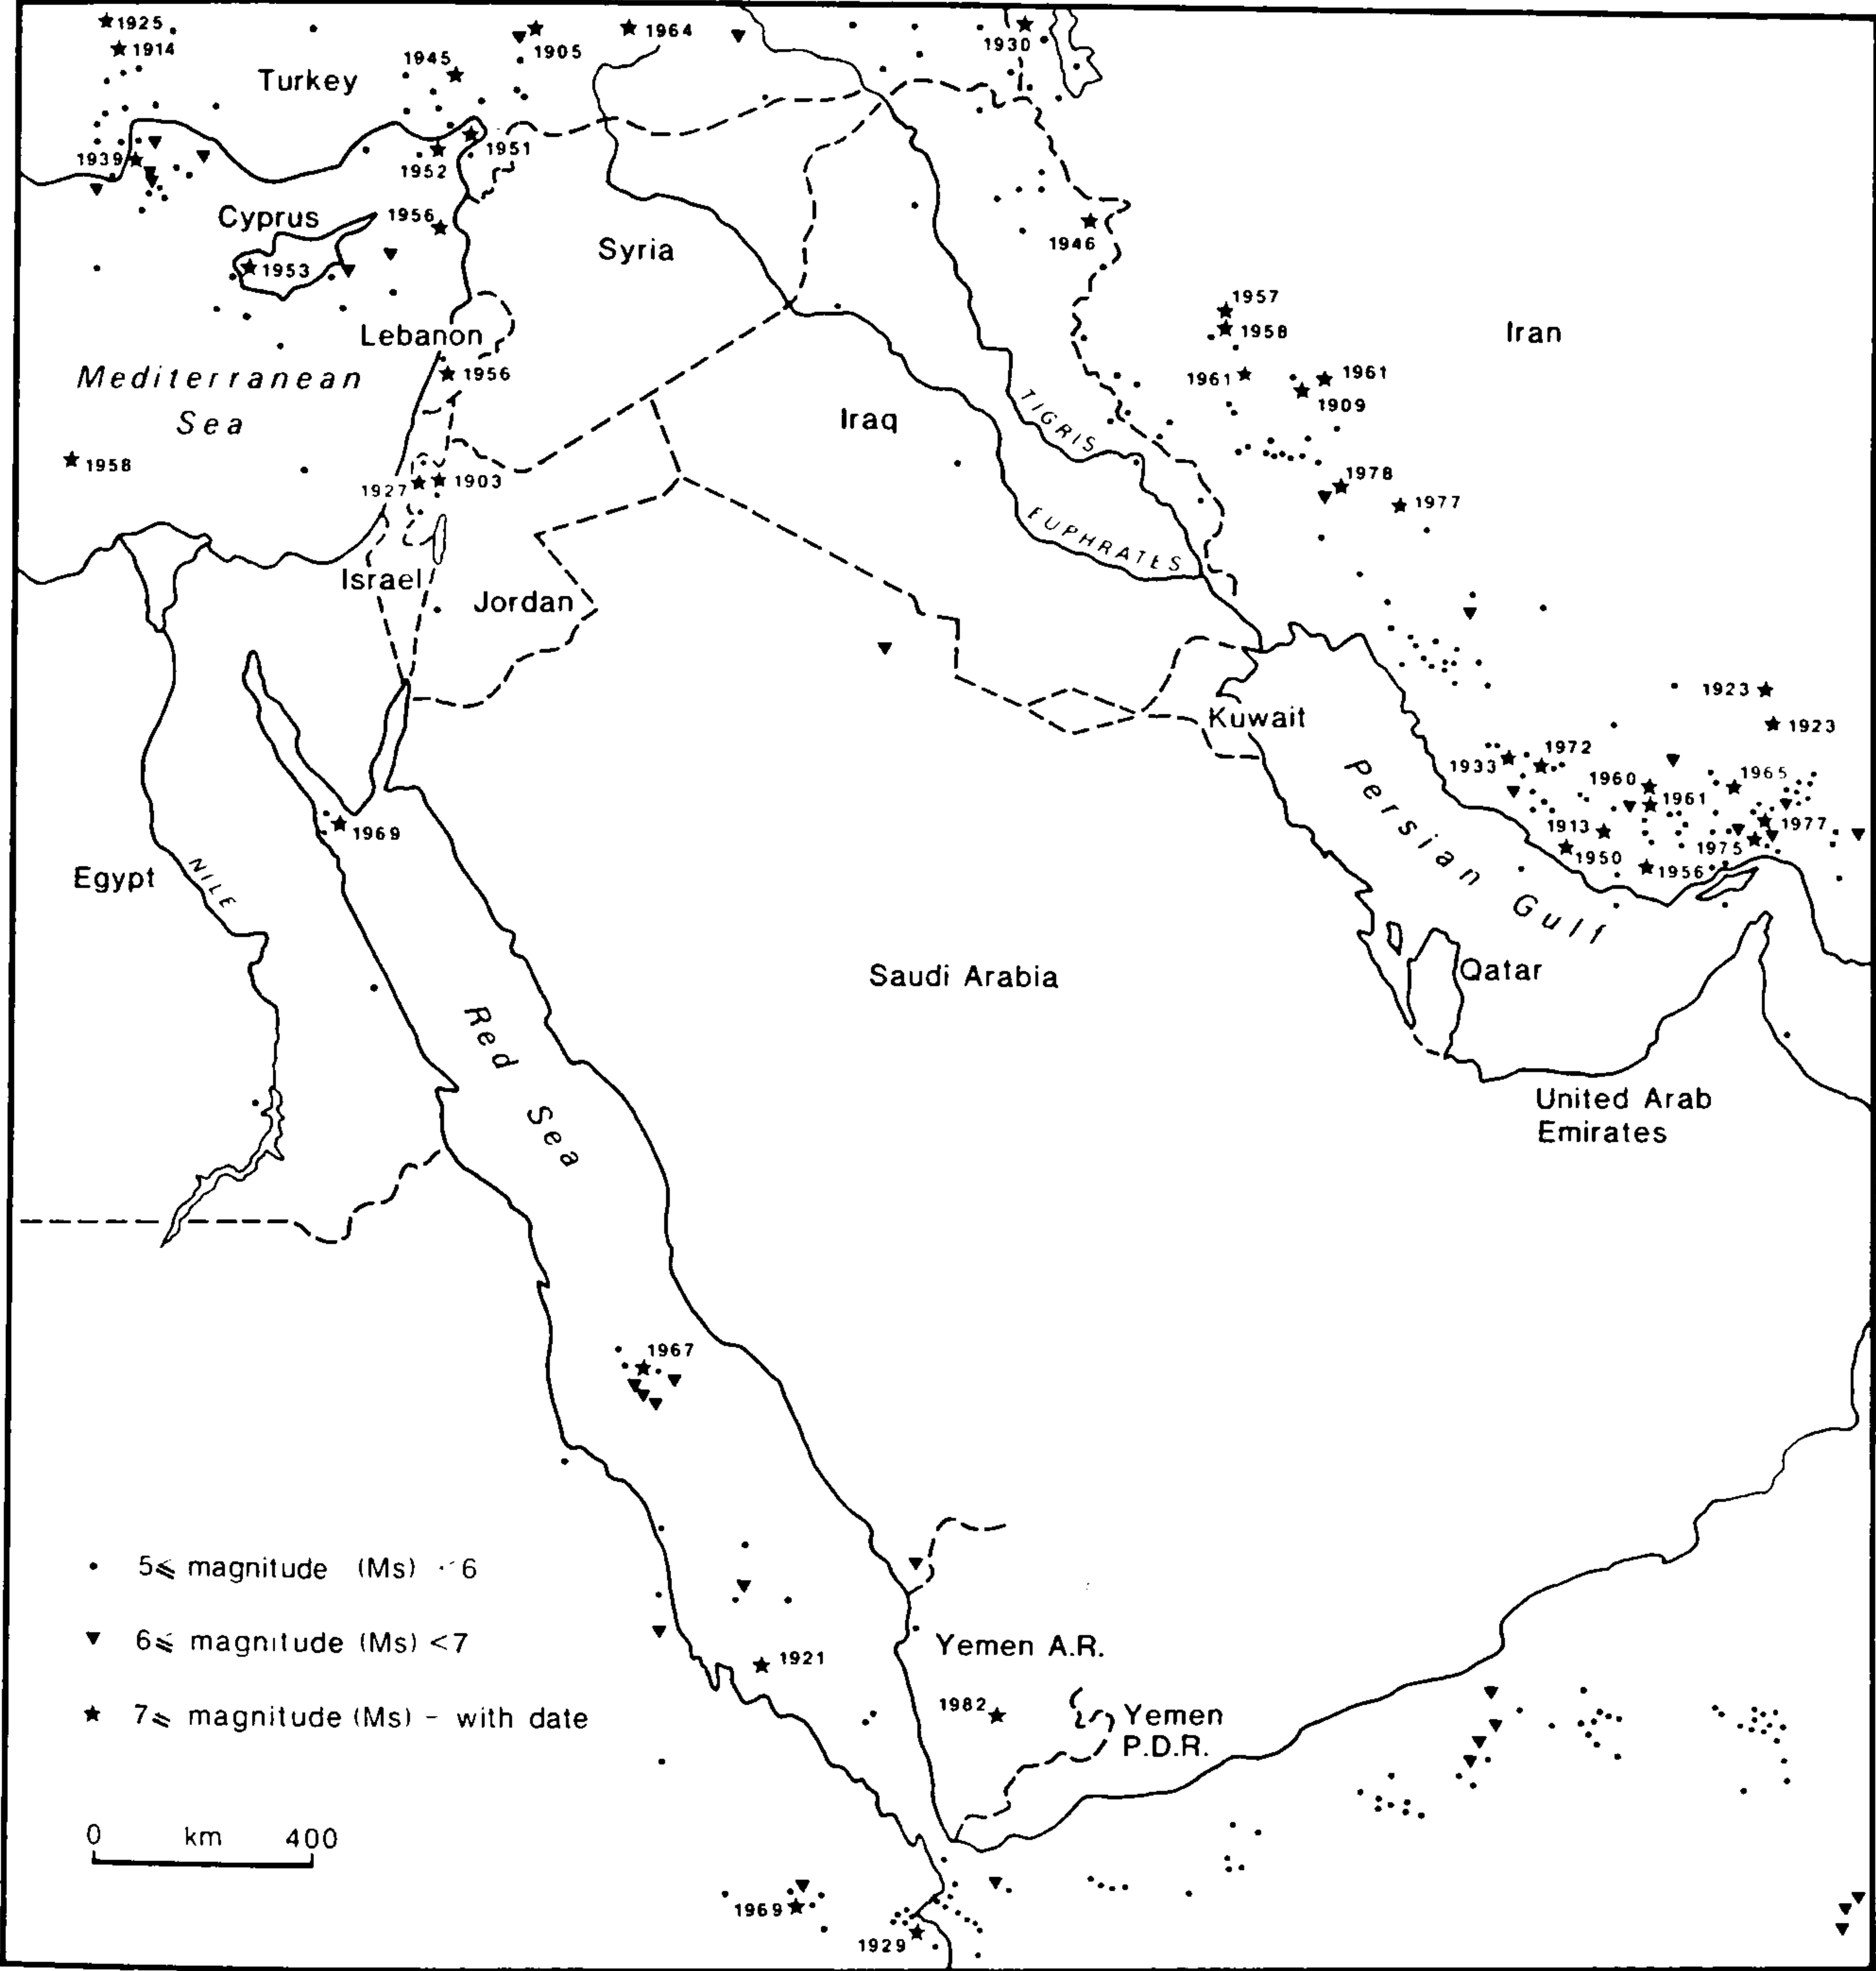 1925
1914
1905
1964
1930
1945
Turkey
1939
1951
1952
Cyprus
1956
Syria
1946
1953
1957
1958
Iran
Lebanon
1956
Mediterranean
Sea
1961
1961
1909
TIGRIS
Iraq
1958
1927
1903
1978
1977
EUPHRATES
Israel
Jordan
1923
Kuwait
1923
Persian Gulf
1933
1972
1960
1965
1961
1913
1977
1975
1950
1956
1969
Egypt
NILE
Saudi Arabia
Qatar
Red Sea
United Arab
Emirates
1967
5⩽ magnitude (Ms) <6
6⩽ magnitude (Ms) <7
7⩽ magnitude (Ms) - with date
1921
Yemen A.R.
1982
Yemen
P.D.R.
0 km 400
1969
1929